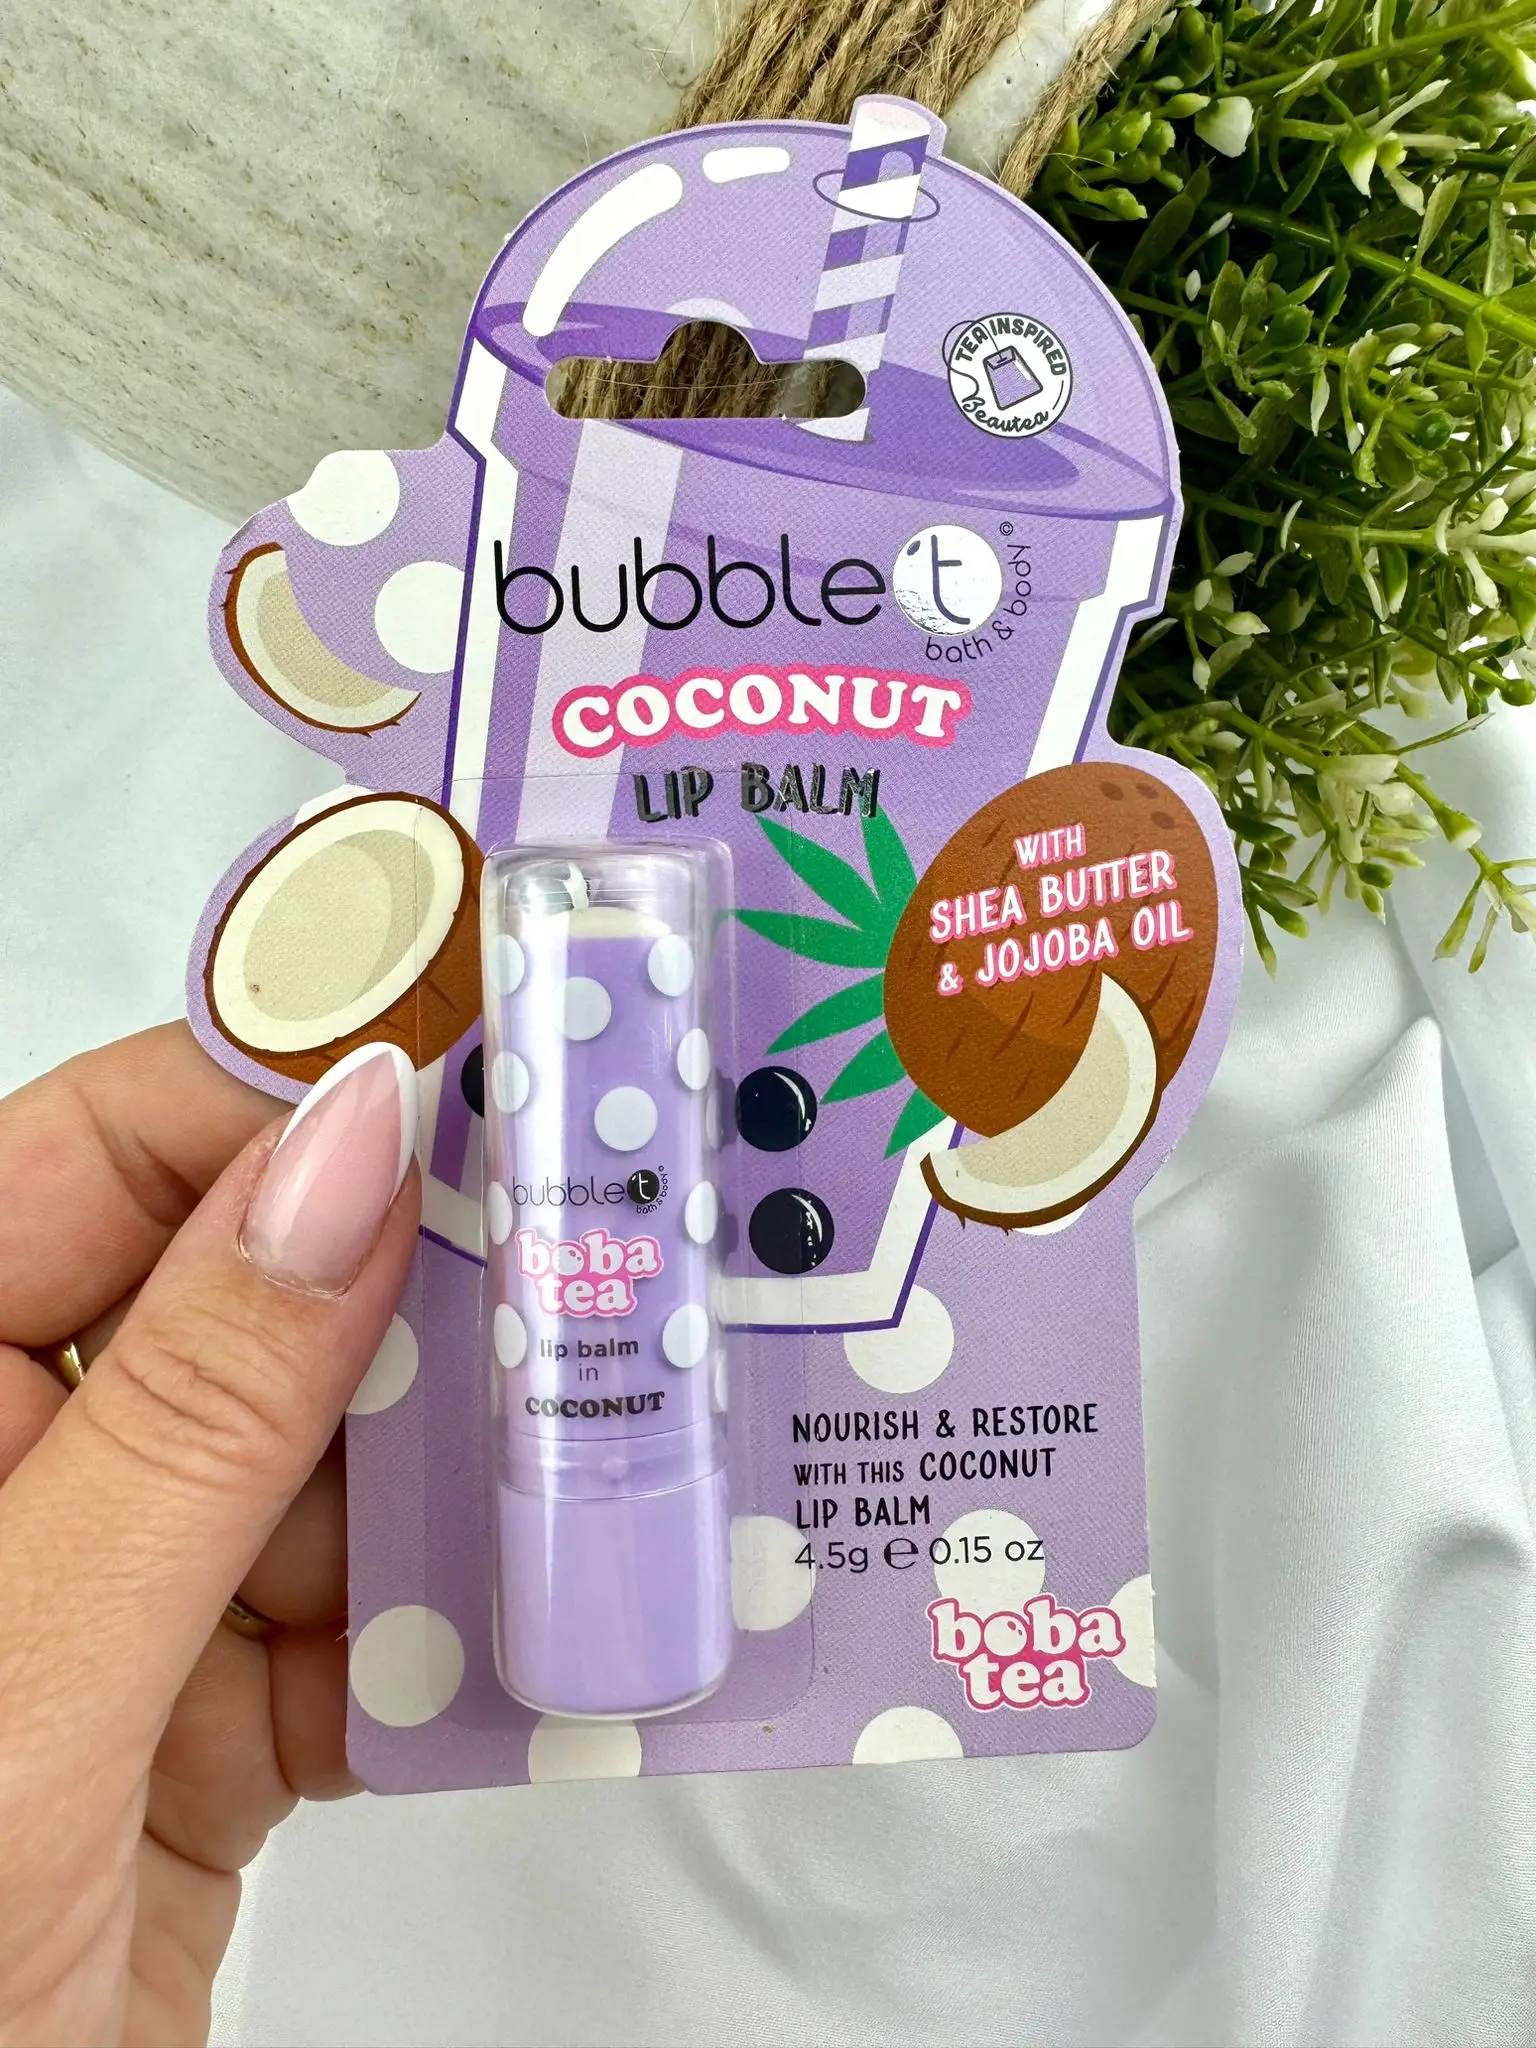 TEA INSPIRED
Beautea
bubble t
bath & body ©
COCONUT
LIP BALM
WITH
SHEA BUTTER
& JOJOBA OIL
bubble t
bath & body ©
boba
tea
lip balm
in
COCONUT
NOURISH & RESTORE
WITH THIS COCONUT
LIP BALM
4.5g ℮ 0.15 oz
boba
tea